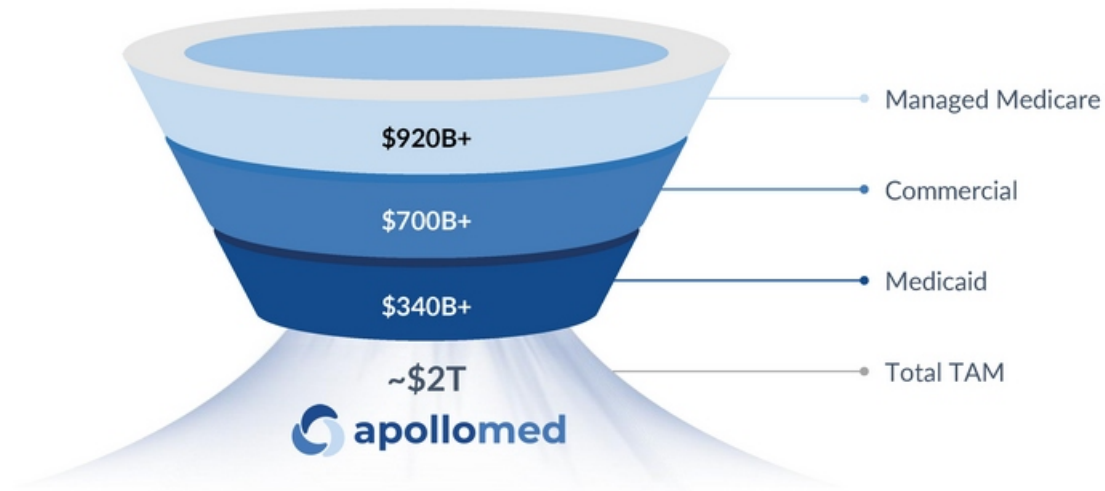 $920B+
Managed Medicare
$700B+
Commercial
$340B+
Medicaid
~$2T
Total TAM
apollomed